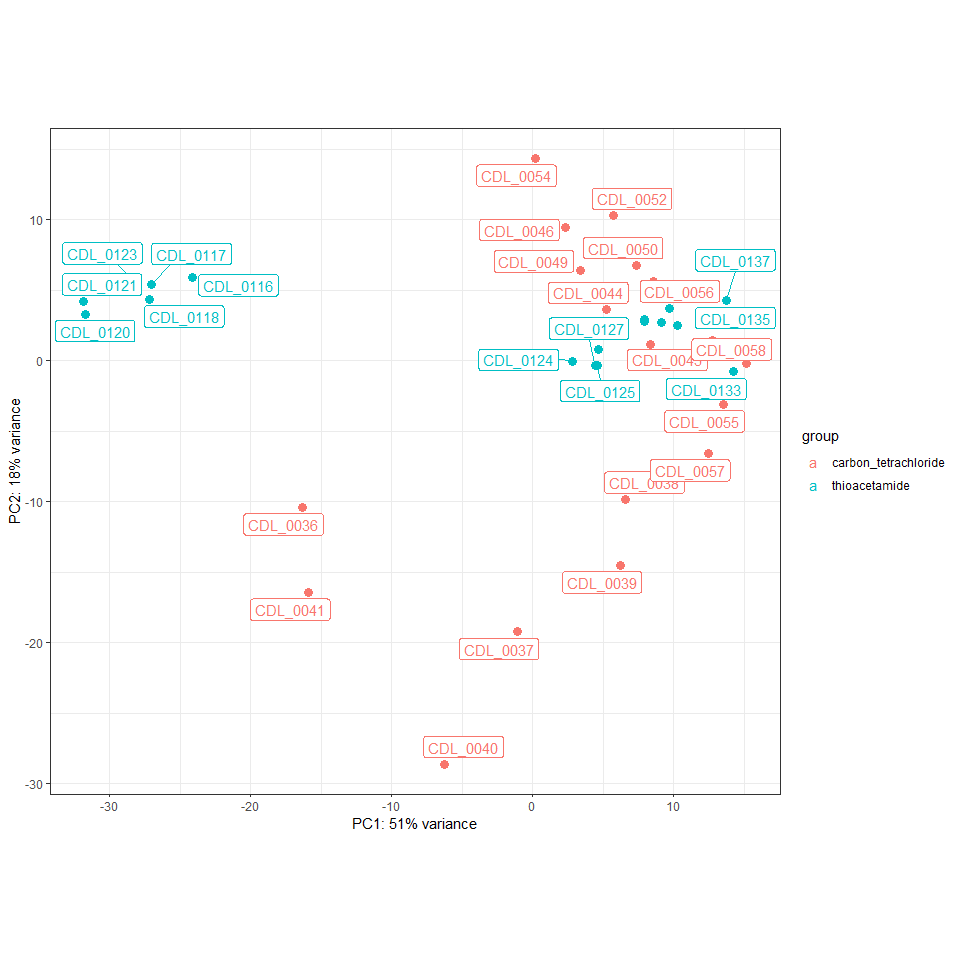 CDL_0054
CDL_0052
CDL_0046
CDL_0050
CDL_0123
CDL_0117
CDL_0049
CDL_0137
CDL_0121
CDL_0116
CDL_0044
CDL_0056
CDL_0118
CDL_0127
CDL_0135
CDL_0120
CDL_0124
CDL_0058
CDL_0125
CDL_0133
CDL_0055
CDL_0057
CDL_0038
CDL_0036
CDL_0039
CDL_0041
CDL_0037
CDL_0040
10
0
-10
-20
-30
PC2: 18% variance
-30
-20
-10
0
10
PC1: 51% variance
group
a carbon_tetrachloride
a thioacetamide